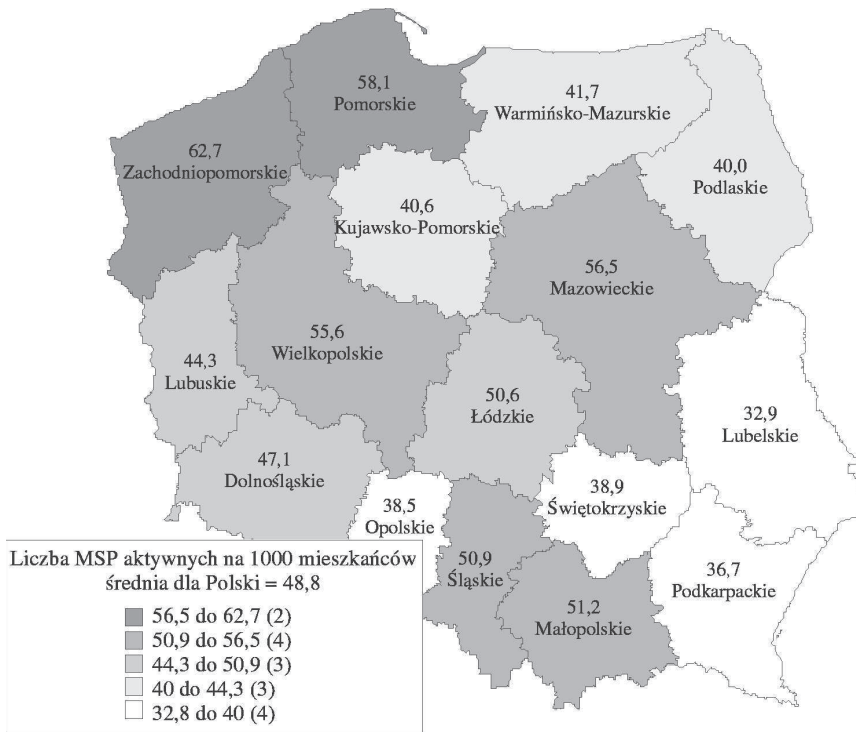 58,1
Pomorskie
41,7
Warmińsko-Mazurskie
62,7
Zachodniopomorskie
40,0
Podlaskie
40,6
Kujawsko-Pomorskie
56,5
Mazowieckie
55,6
Wielkopolskie
44,3
Lubuskie
50,6
Łódzkie
32,9
Lubelskie
47,1
Dolnośląskie
38,5
Opolskie
38,9
Świętokrzyskie
50,9
Śląskie
36,7
Podkarpackie
51,2
Małopolskie
Liczba MSP aktywnych na 1000 mieszkańców
średnia dla Polski = 48,8
56,5 do 62,7 (2)
50,9 do 56,5 (4)
44,3 do 50,9 (3)
40 do 44,3 (3)
32,8 do 40 (4)